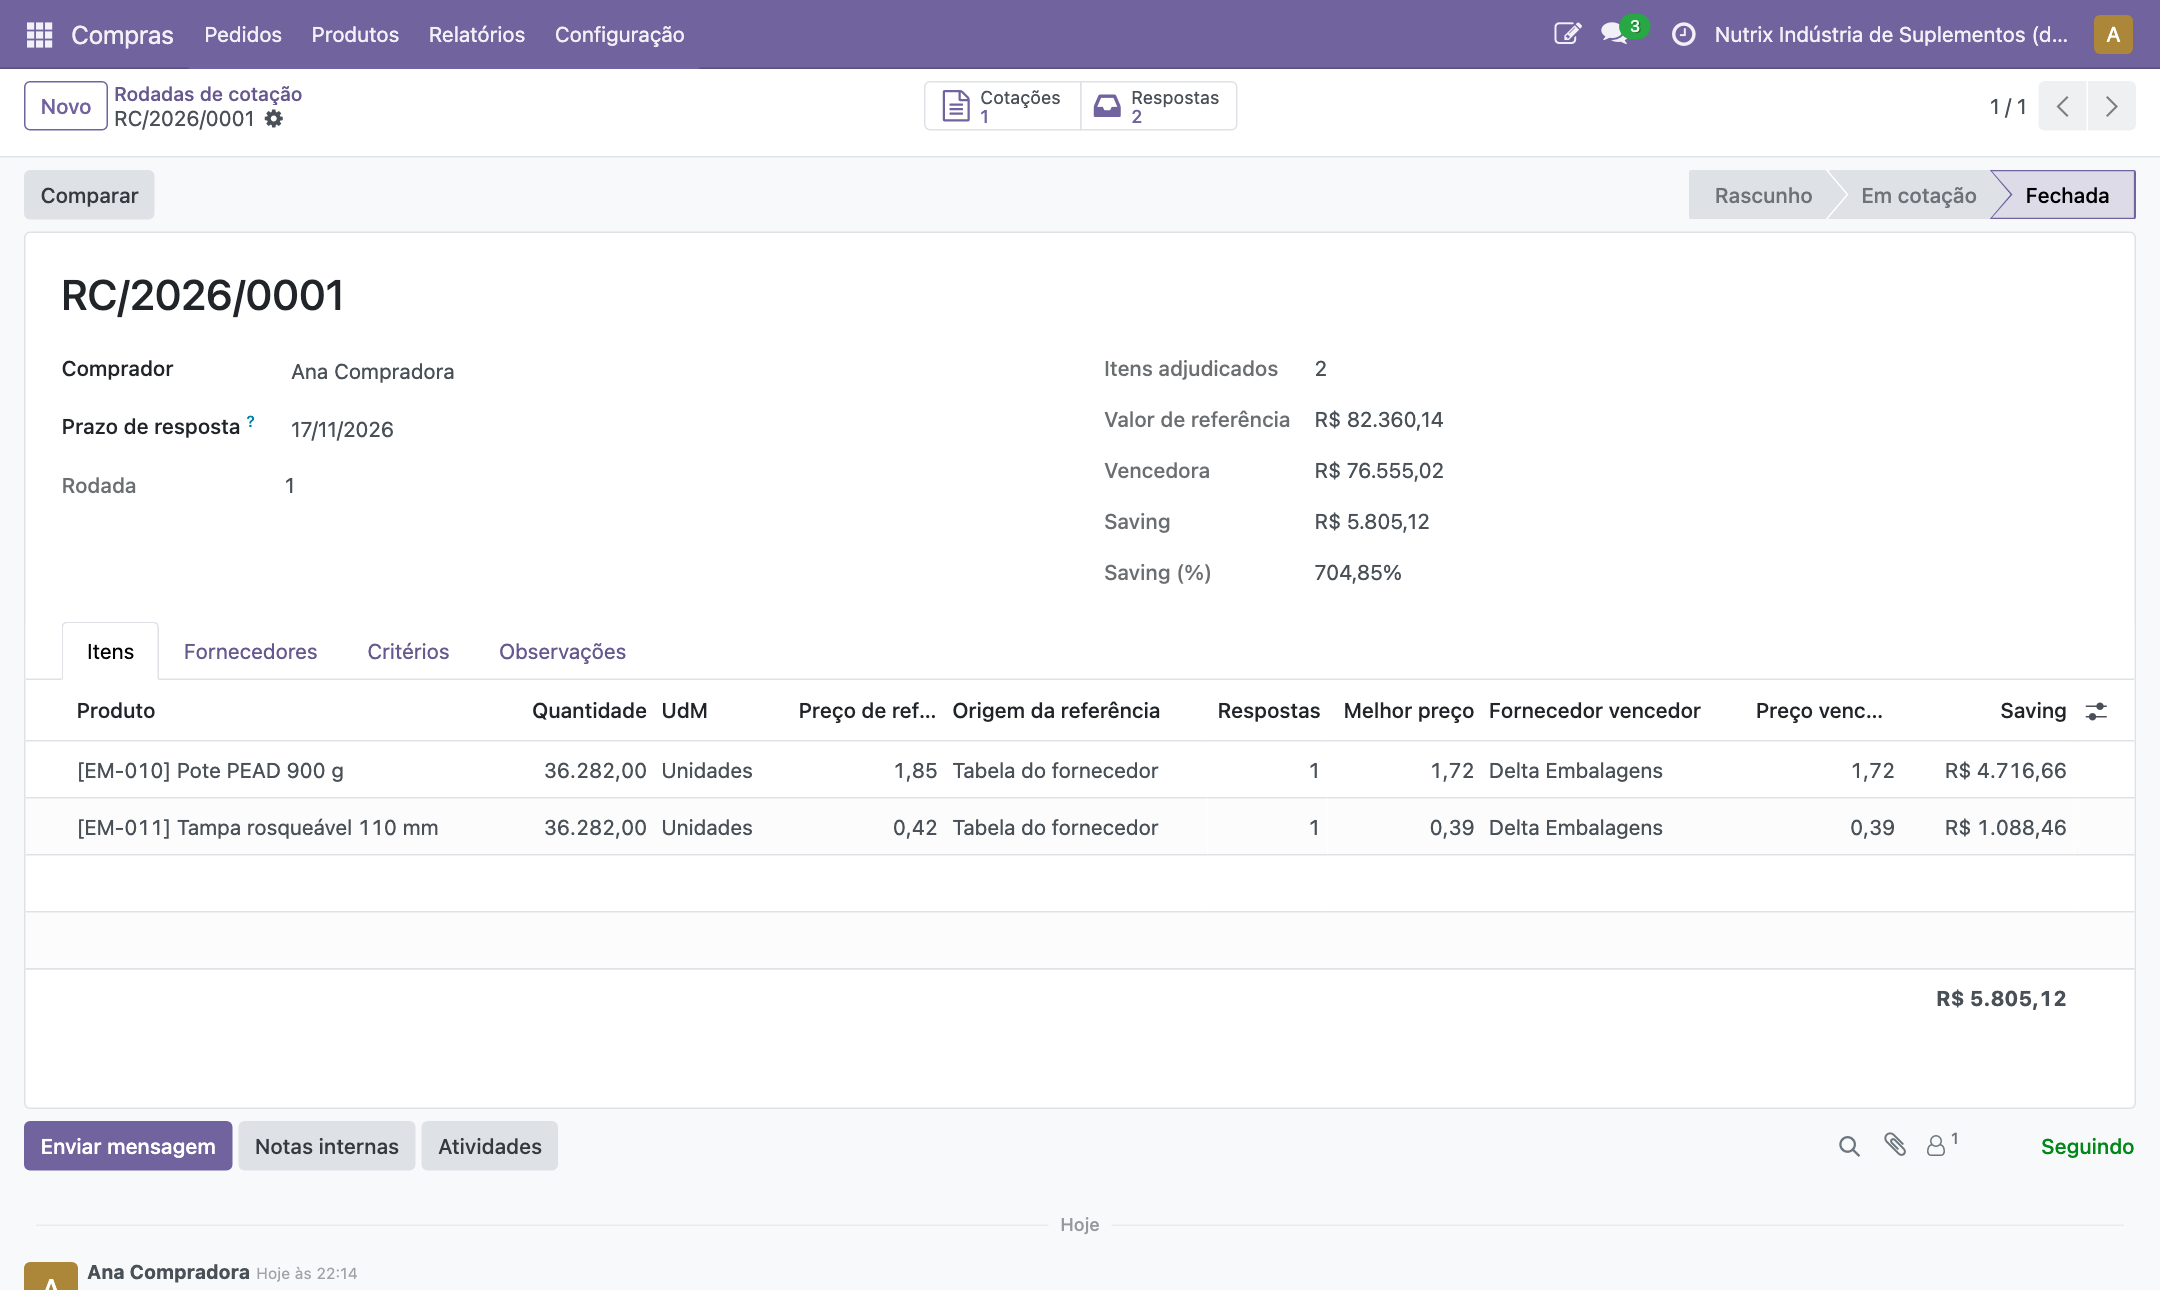 Compras Pedidos Produtos Relatórios Configuração 3 Nutrix Indústria de Suplementos (d... A
Novo
Rodadas de cotação
RC/2026/0001
Cotações
1
Respostas
2
1 / 1
Comparar
Rascunho Em cotação Fechada
RC/2026/0001
Comprador Ana Compradora
Prazo de resposta ? 17/11/2026
Rodada 1
Itens adjudicados 2
Valor de referência R$ 82.360,14
Vencedora R$ 76.555,02
Saving R$ 5.805,12
Saving (%) 704,85%
Itens Fornecedores Critérios Observações
Produto Quantidade UdM Preço de ref... Origem da referência Respostas Melhor preço Fornecedor vencedor Preço venc... Saving
[EM-010] Pote PEAD 900 g 36.282,00 Unidades 1,85 Tabela do fornecedor 1 1,72 Delta Embalagens 1,72 R$ 4.716,66
[EM-011] Tampa rosqueável 110 mm 36.282,00 Unidades 0,42 Tabela do fornecedor 1 0,39 Delta Embalagens 0,39 R$ 1.088,46
R$ 5.805,12
Enviar mensagem Notas internas Atividades 1 Seguindo
Hoje
A Ana Compradora Hoje às 22:14